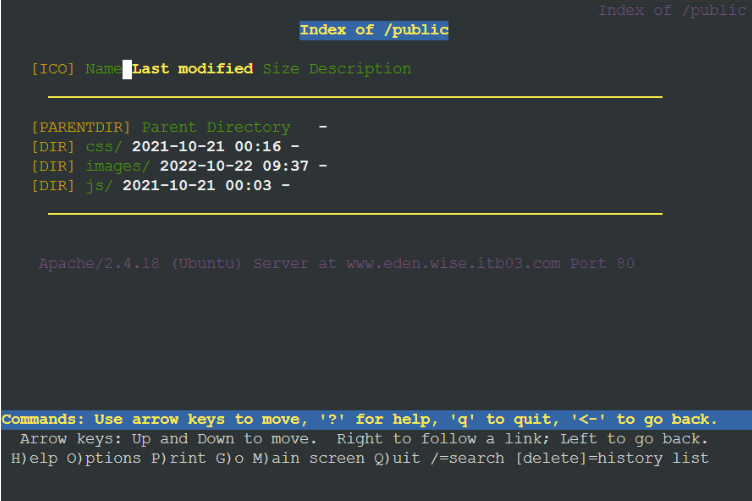 Index of /public
Index of /public
[ICO] Name Last modified Size Description
[PARENTDIR] Parent Directory -
[DIR] css/ 2021-10-21 00:16 -
[DIR] images/ 2022-10-22 09:37 -
[DIR] js/ 2021-10-21 00:03 -
Apache/2.4.18 (Ubuntu) Server at www.eden.wise.itb03.com Port 80
Commands: Use arrow keys to move, '?' for help, 'q' to quit, '<-' to go back.
Arrow keys: Up and Down to move. Right to follow a link; Left to go back.
H)elp O)ptions P)rint G)o M)ain screen Q)uit /=search [delete]=history list